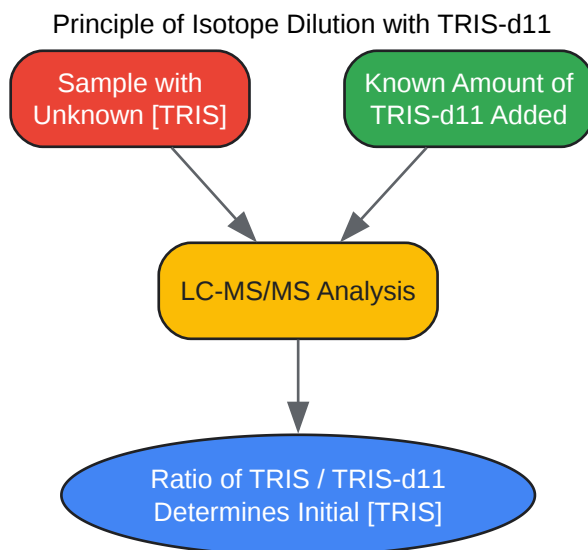 Principle of Isotope Dilution with TRIS-d11
Sample with
Unknown [TRIS]
Known Amount of
TRIS-d11 Added
LC-MS/MS Analysis
Ratio of TRIS / TRIS-d11
Determines Initial [TRIS]